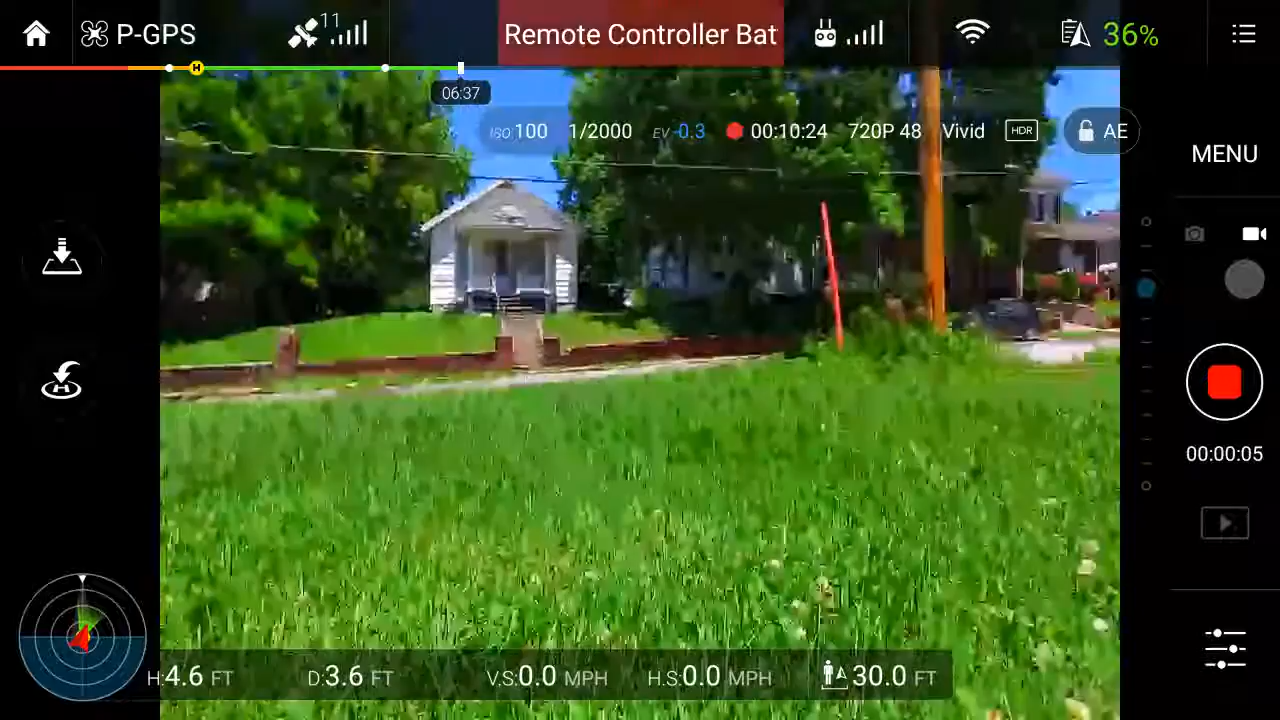 P-GPS 11 Remote Controller Bat 36%
H
06:37
ISO 100 1/2000 EV -0.3 00:10:24 720P 48 Vivid HDR AE
MENU
00:00:05
H
H:4.6 FT D:3.6 FT V.S:0.0 MPH H.S:0.0 MPH 30.0 FT